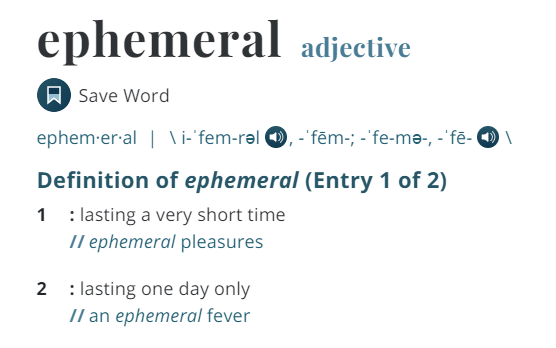 ephemeral adjective
Save Word
ephem·er·al | \ i-ˈfem-rəl , -ˈfēm-; -ˈfe-mə-, -ˈfē- \
Definition of ephemeral (Entry 1 of 2)
1 : lasting a very short time
// ephemeral pleasures
2 : lasting one day only
// an ephemeral fever